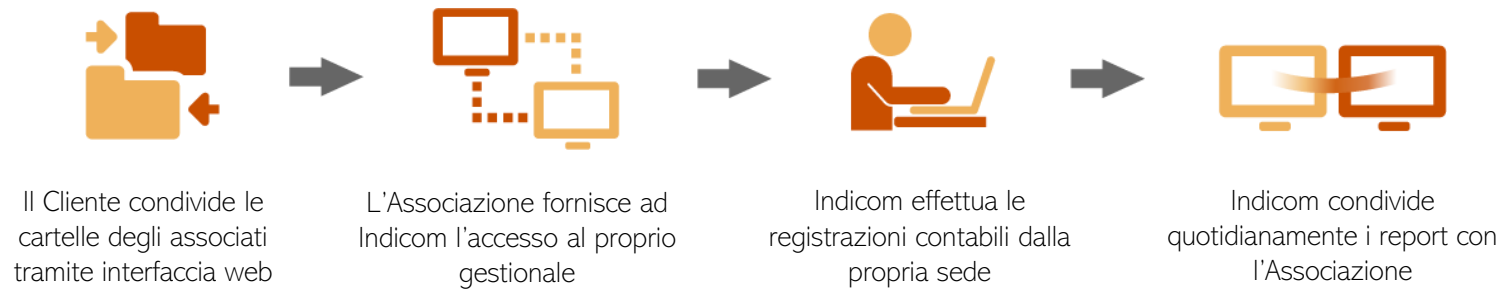 Il Cliente condivide le
cartelle degli associati
tramite interfaccia web
L'Associazione fornisce ad
Indicom l'accesso al proprio
gestionale
Indicom effettua le
registrazioni contabili dalla
propria sede
Indicom condivide
quotidianamente i report con
l'Associazione